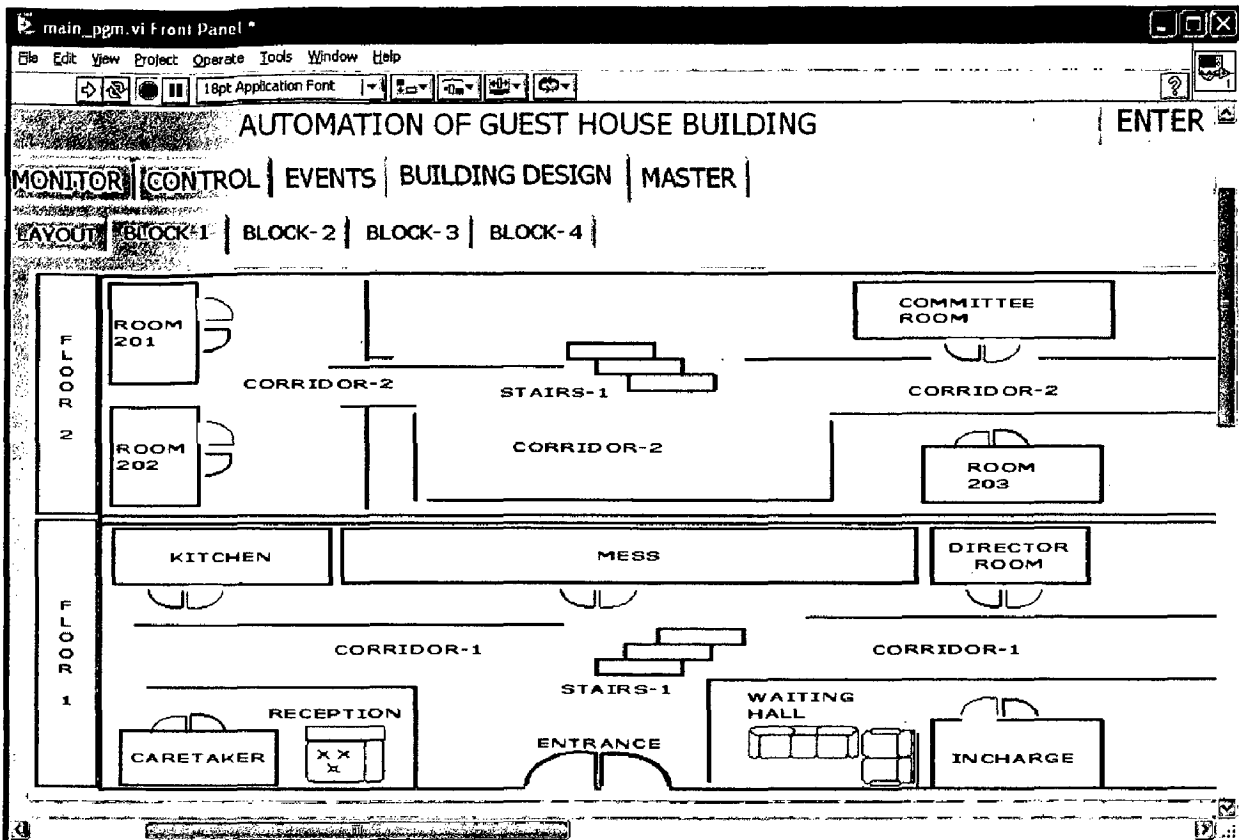 main_pgm.vi Front Panel *
File Edit View Project Operate Tools Window Help
18pt Application Font
AUTOMATION OF GUEST HOUSE BUILDING
ENTER
MONITOR CONTROL EVENTS BUILDING DESIGN MASTER
LAYOUT BLOCK-1 BLOCK-2 BLOCK-3 BLOCK-4
FLOOR 2
ROOM
201
CORRIDOR-2
STAIRS-1
COMMITTEE
ROOM
CORRIDOR-2
ROOM
202
CORRIDOR-2
ROOM
203
FLOOR 1
KITCHEN
MESS
DIRECTOR
ROOM
CORRIDOR-1
STAIRS-1
CORRIDOR-1
RECEPTION
CARETAKER
ENTRANCE
WAITING
HALL
INCHARGE